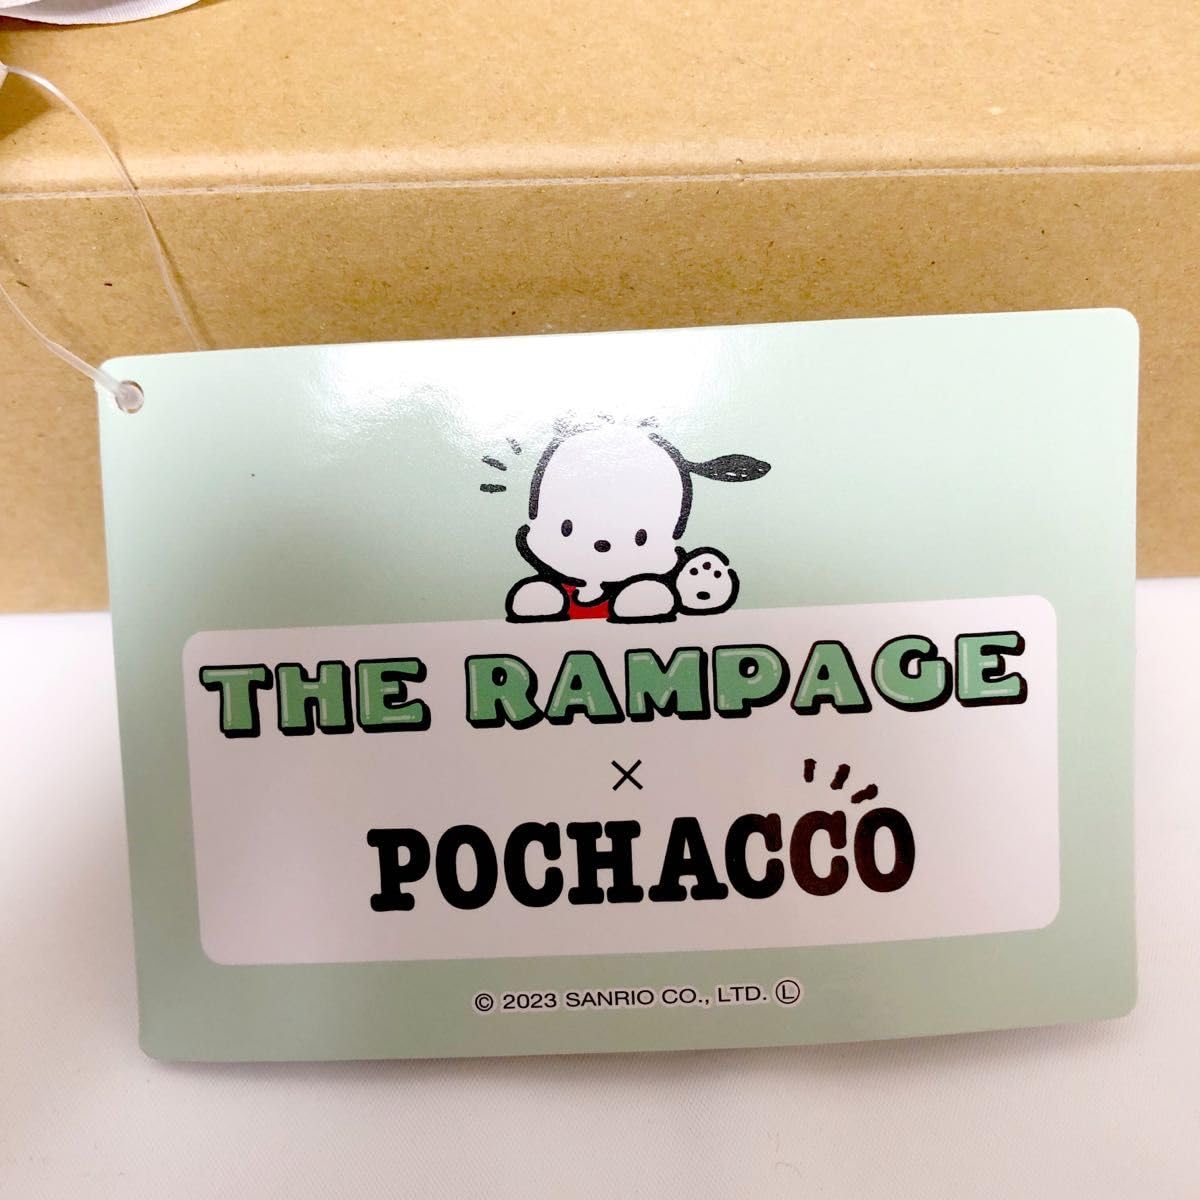 THE RAMPAGE
×
POCHACCO
© 2023 SANRIO CO., LTD. Ⓛ